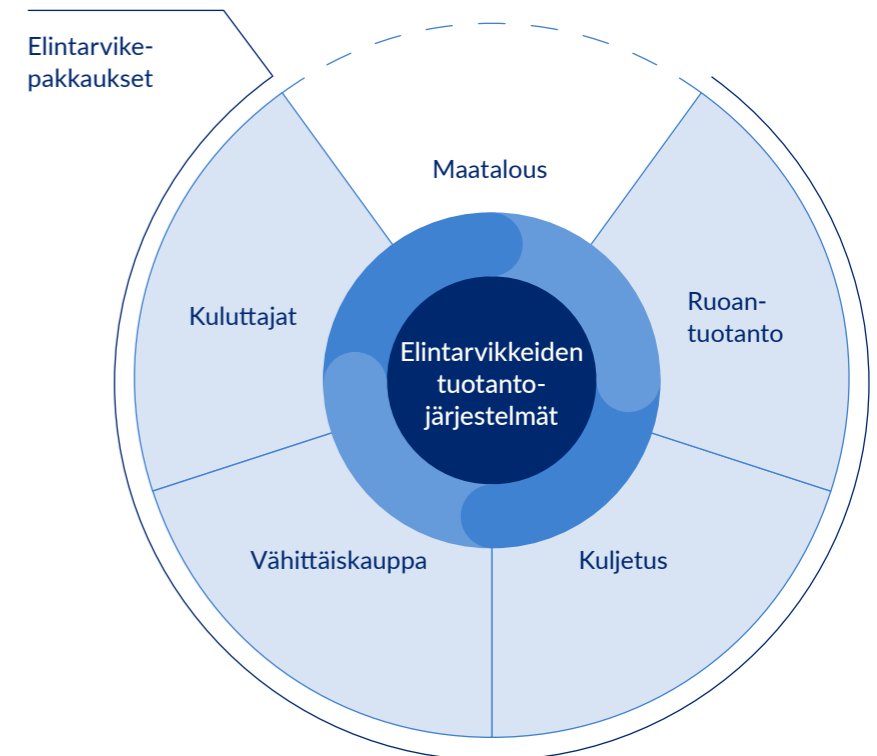 Elintarvike-
pakkaukset
Maatalous
Kuluttajat
Ruoan-
tuotanto
Elintarvikkeiden
tuotanto-
järjestelmät
Vähittäiskauppa
Kuljetus